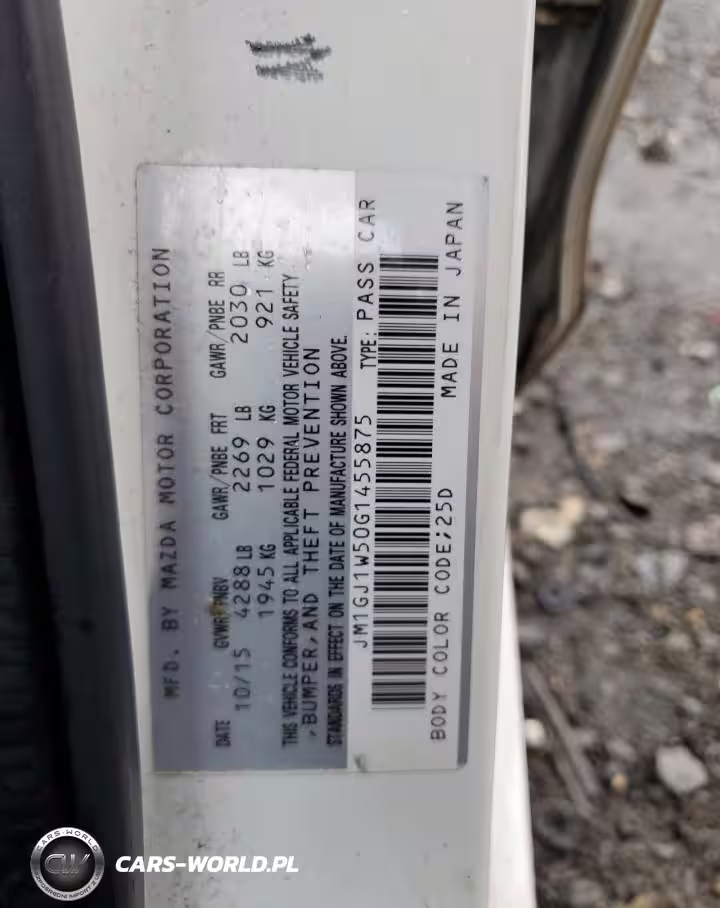 MFD. BY MAZDA MOTOR CORPORATION
DATE GVWR/PNBV GAWR/PNBE FRT GAWR/PNBE RR
10/15 4288 LB 2269 LB 2030 LB
1945 KG 1029 KG 921 KG
THIS VEHICLE CONFORMS TO ALL APPLICABLE FEDERAL MOTOR VEHICLE SAFETY
,BUMPER,AND THEFT PREVENTION
STANDARDS IN EFFECT ON THE DATE OF MANUFACTURE SHOWN ABOVE.
JM1GJ1W50G1455875 TYPE: PASS CAR
BODY COLOR CODE;25D MADE IN JAPAN
CARS-WORLD
CW
CARS-WORLD.PL